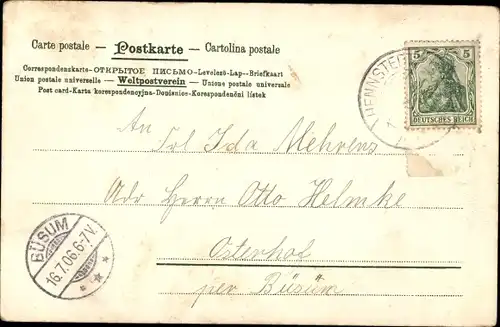 Carte postale — Postkarte — Cartolina postale
Correspondenzkarte-ОТКРЫТОЕ ПИСЬМО-Levelező-Lap--Briefkaart
Union postale universelle — Weltpostverein — Unione postale universale
Post card-Karta korespondencyjna-Dopisnice-Korespondenční lístek
5 5
DEUTSCHES REICH
HENNSTE
An
Frl Ida Mehrens
Adr Herrn Otto Helmke
Osterhof
per Büsum
BÜSUM
16.7.06.6-7V.